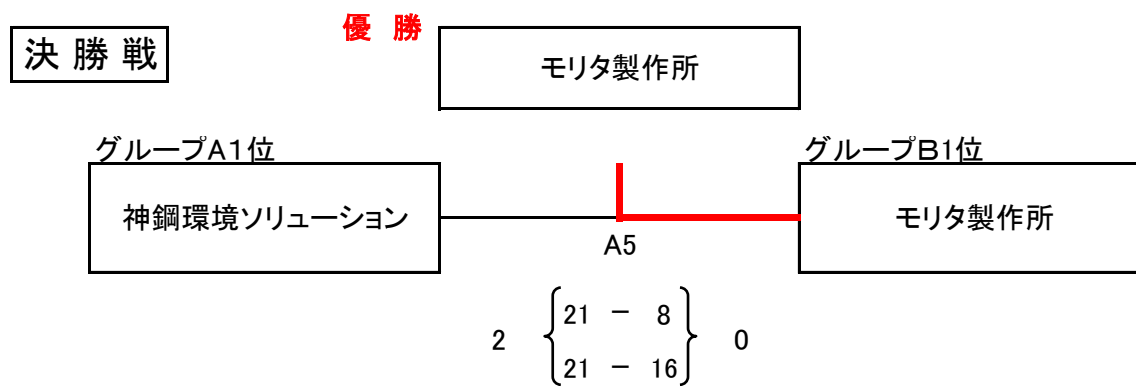 優 勝
決 勝 戦
モリタ製作所
グループA１位
グループB1位
神鋼環境ソリューション
モリタ製作所
A5
21 － 8
2 0
21 － 16